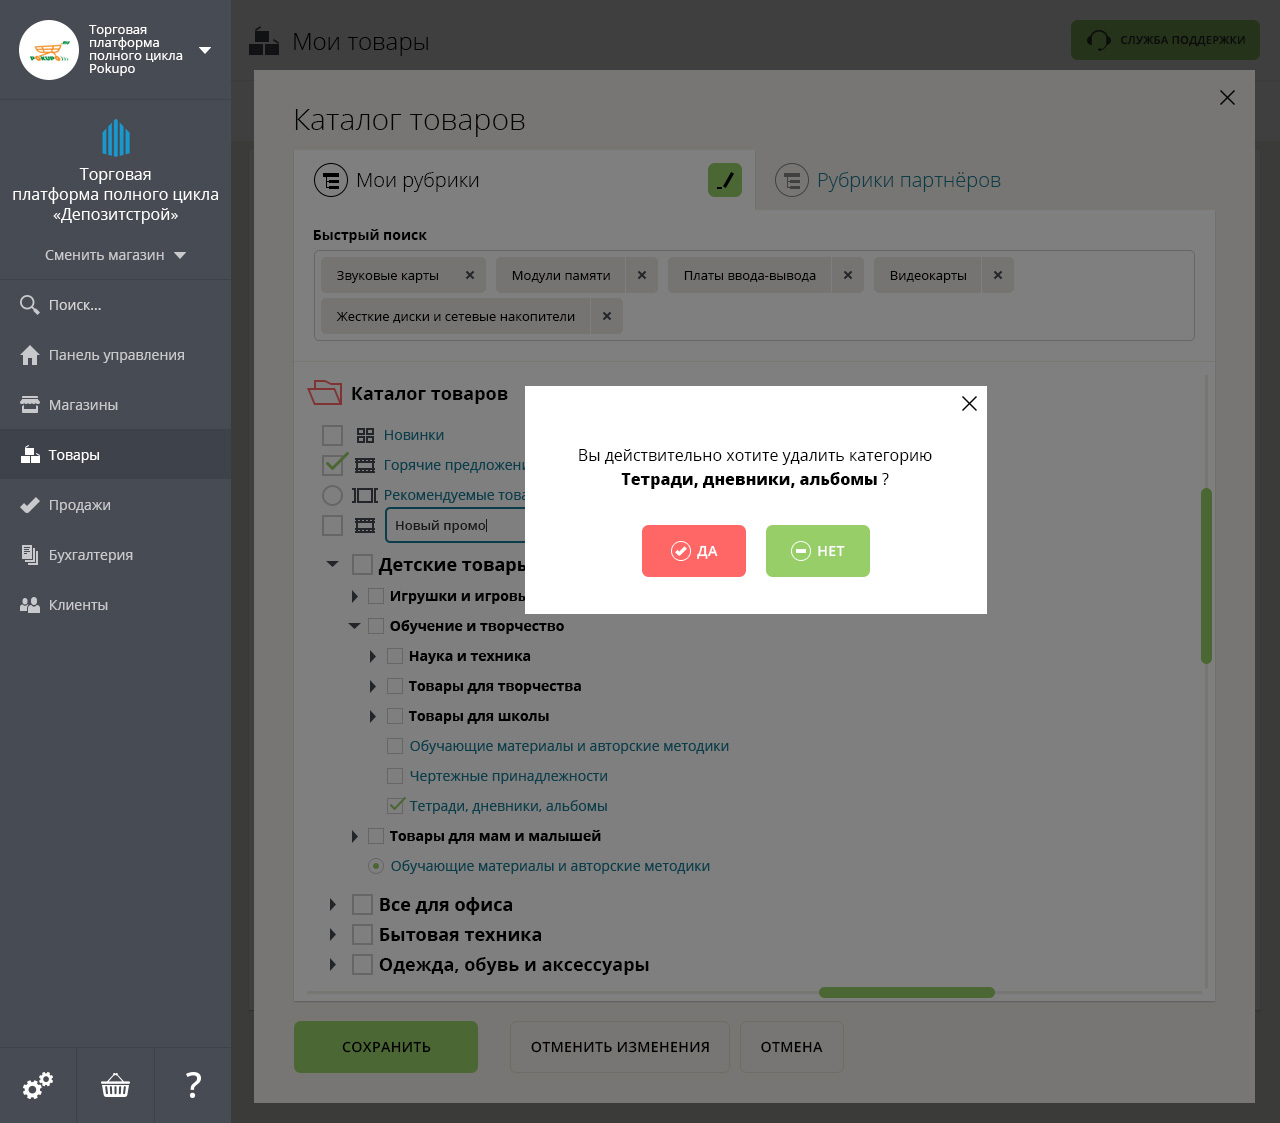 Торговая
платформа
полного цикла
Pokupo
POKUPO
Торговая
платформа полного цикла
«Депозитстрой»
Сменить магазин
Поиск...
Панель управления
Магазины
Товары
Продажи
Бухгалтерия
Клиенты
?
Мои товары
СЛУЖБА ПОДДЕРЖКИ
Каталог товаров
Мои рубрики
Рубрики партнёров
Быстрый поиск
Звуковые карты
Модули памяти
Платы ввода-вывода
Видеокарты
Жесткие диски и сетевые накопители
Каталог товаров
Новинки
Горячие предложени
Рекомендуемые това
Новый промо
Детские товары
Игрушки и игровы
Обучение и творчество
Наука и техника
Товары для творчества
Товары для школы
Обучающие материалы и авторские методики
Чертежные принадлежности
Тетради, дневники, альбомы
Товары для мам и малышей
Обучающие материалы и авторские методики
Все для офиса
Бытовая техника
Одежда, обувь и аксессуары
Вы действительно хотите удалить категорию
Тетради, дневники, альбомы ?
ДА
НЕТ
СОХРАНИТЬ
ОТМЕНИТЬ ИЗМЕНЕНИЯ
ОТМЕНА